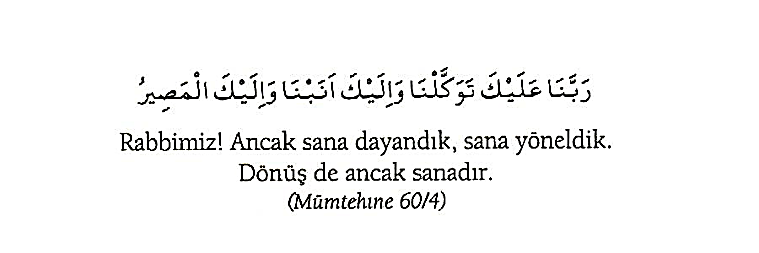 رَبَّنَا عَلَيْكَ تَوَكَّلْنَا وَاِلَيْكَ اَنَبْنَا وَاِلَيْكَ الْمَصٖيرُ
Rabbimiz! Ancak sana dayandık, sana yöneldik.
Dönüş de ancak sanadır.
(Mümtehıne 60/4)